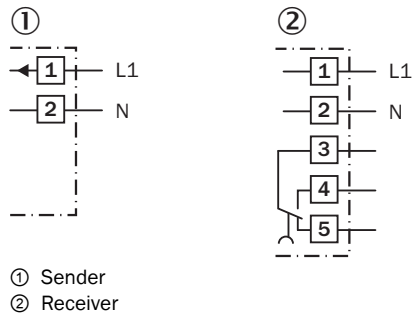 ① ②
1 L1 1 L1
2 N 2 N
3
4
5
① Sender
② Receiver